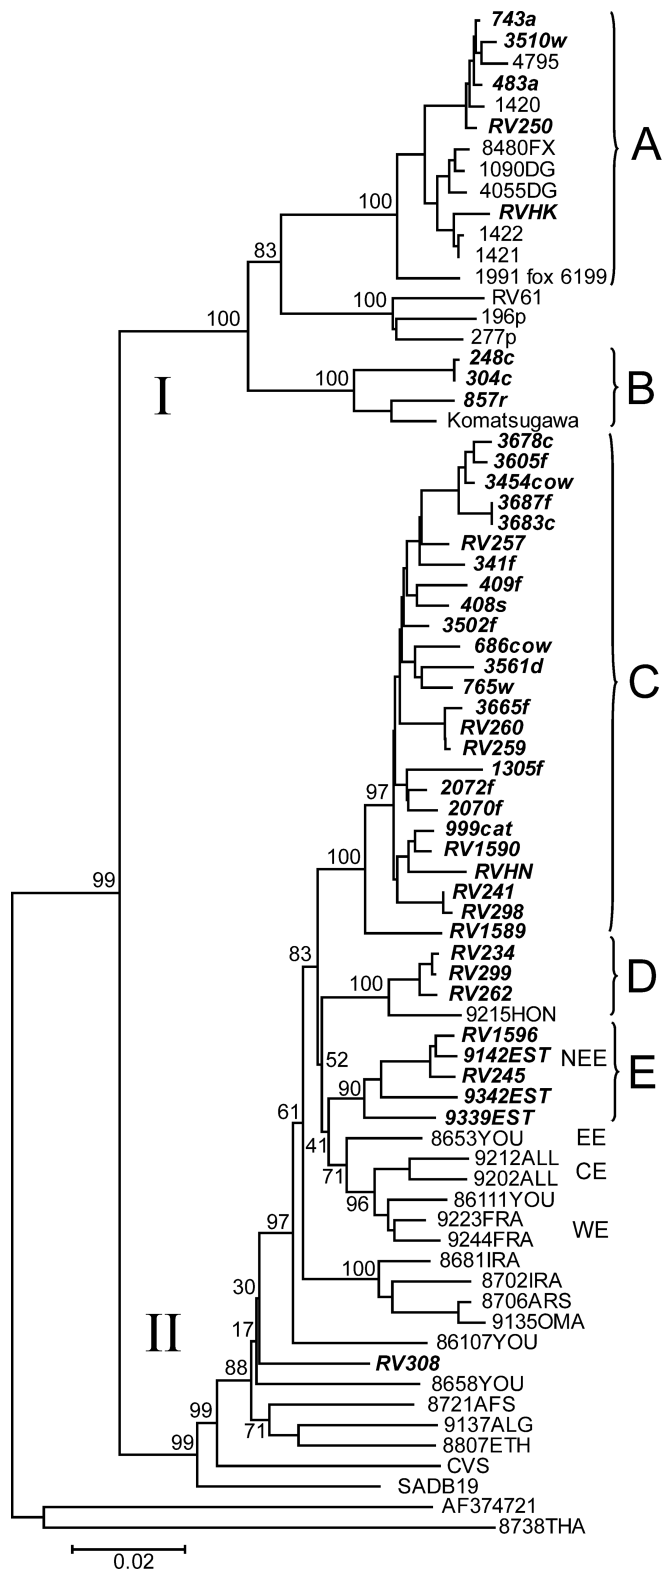 743a
3510w
4795
483a
1420
RV250
8480FX
1090DG
4055DG
RVHK
1422
1421
1991 fox 6199
A
100
83
RV61
100
196p
277p
100
248c
304c
100
857r
Komatsugawa
B
I
3678c
3605f
3454cow
3687f
3683c
RV257
341f
409f
408s
3502f
686cow
3561d
765w
3665f
RV260
RV259
1305f
97
2072f
2070f
999cat
RV1590
RVHN
RV241
RV298
RV1589
C
100
99
83
RV234
RV299
RV262
100
9215HON
D
RV1596
9142EST NEE
RV245
9342EST
90
9339EST
E
52
61
41
8653YOU EE
71
9212ALL
9202ALL
CE
96
86111YOU
9223FRA
9244FRA
WE
97
8681IRA
100
8702IRA
8706ARS
9135OMA
30
86107YOU
II
17
RV308
88
8658YOU
99
8721AFS
71
9137ALG
99
8807ETH
CVS
SADB19
AF374721
8738THA
0.02